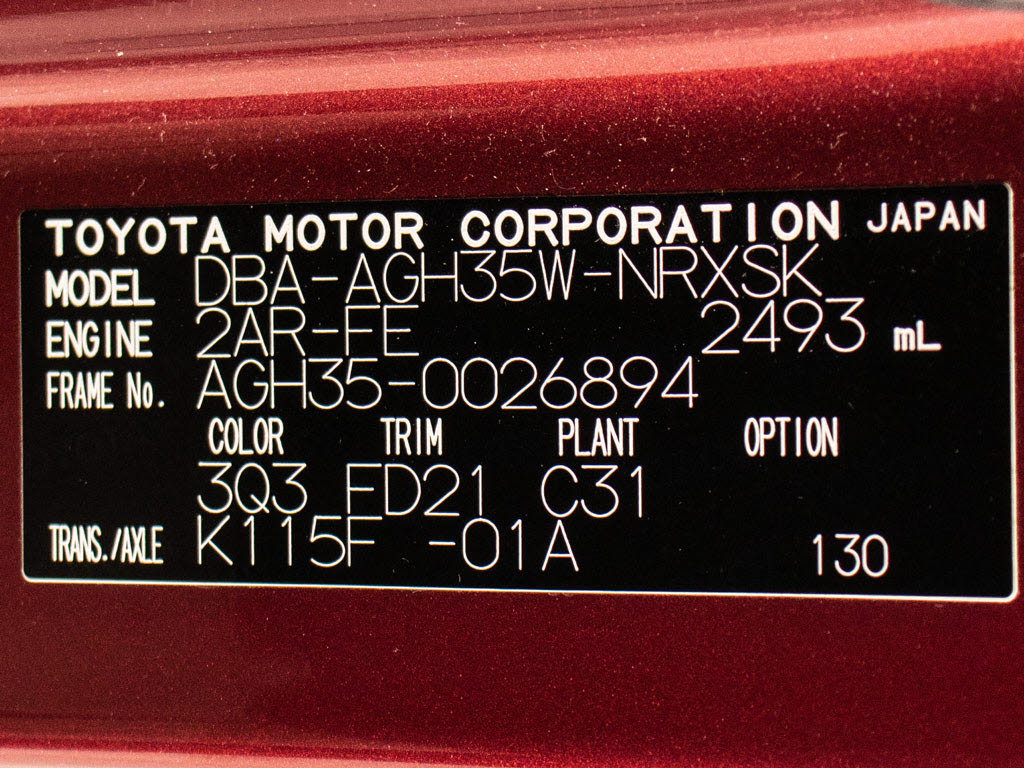 TOYOTA MOTOR CORPORATION JAPAN
MODEL DBA-AGH35W-NRXSK
ENGINE 2AR-FE 2493 mL
FRAME No. AGH35-0026894
COLOR TRIM PLANT OPTION
3Q3 FD21 C31
TRANS./AXLE K115F -01A 130